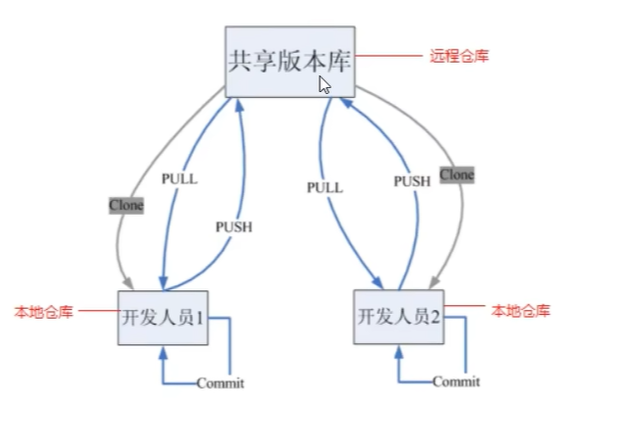 共享版本库
远程仓库
PULL
Clone
PUSH
PULL
PUSH
Clone
本地仓库
开发人员1
Commit
开发人员2
本地仓库
Commit